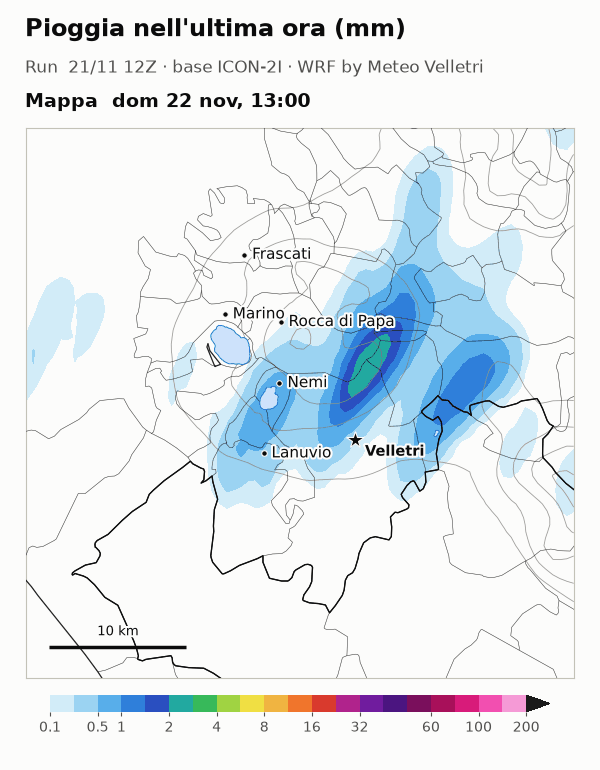 Pioggia nell'ultima ora (mm)
Run  21/11 12Z · base ICON-2I · WRF by Meteo Velletri
Mappa  dom 22 nov, 13:00
Frascati
Marino
Rocca di Papa
Nemi
Velletri
Lanuvio
10 km
0.1 0.5 1 2 4 8 16 32 60 100 200